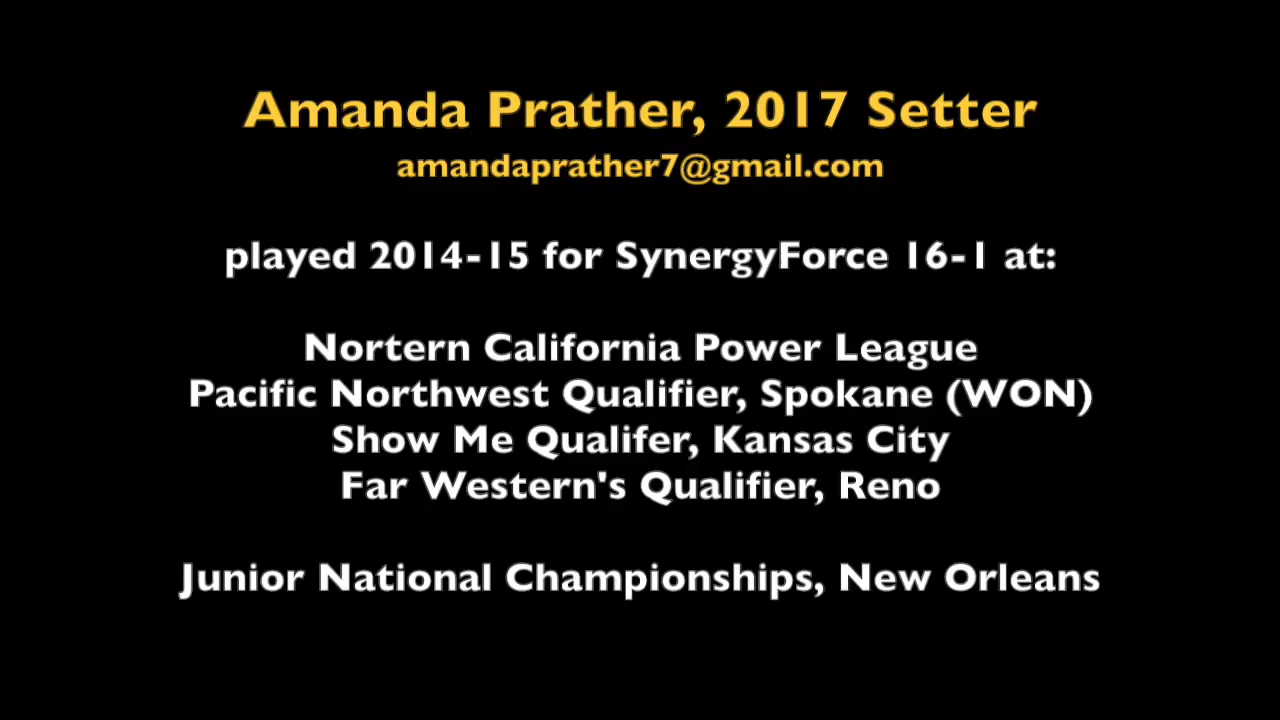 Amanda Prather, 2017 Setter
amandaprather7@gmail.com
played 2014-15 for SynergyForce 16-1 at:
Nortern California Power League
Pacific Northwest Qualifier, Spokane (WON)
Show Me Qualifer, Kansas City
Far Western's Qualifier, Reno
Junior National Championships, New Orleans